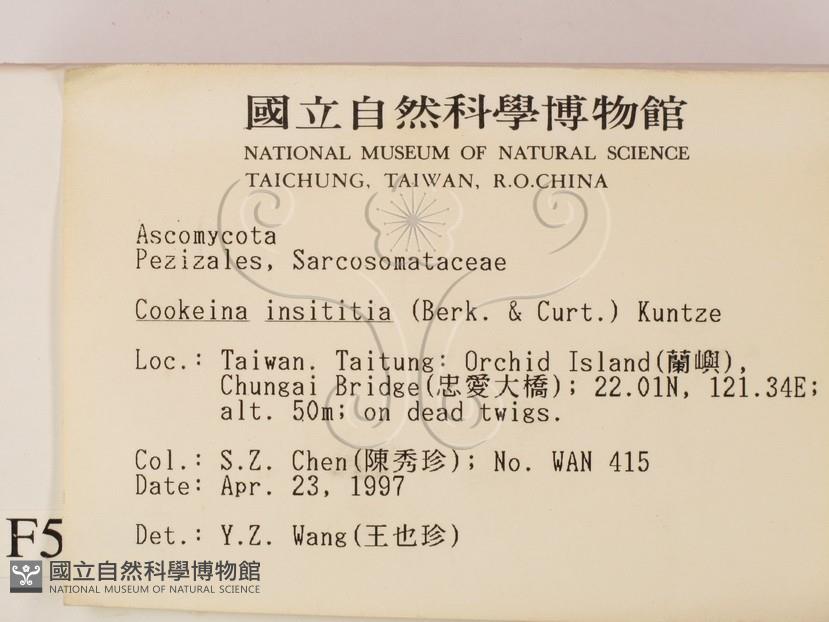 國立自然科學博物館
NATIONAL MUSEUM OF NATURAL SCIENCE
TAICHUNG, TAIWAN, R.O.CHINA
Ascomycota
Pezizales, Sarcosomataceae
Cookeina insititia (Berk. & Curt.) Kuntze
Loc.: Taiwan. Taitung: Orchid Island(蘭嶼),
Chungai Bridge(忠愛大橋); 22.01N, 121.34E;
alt. 50m; on dead twigs.
Col.: S.Z. Chen(陳秀珍); No. WAN 415
Date: Apr. 23, 1997
Det.: Y.Z. Wang(王也珍)
F5
國立自然科學博物館
NATIONAL MUSEUM OF NATURAL SCIENCE